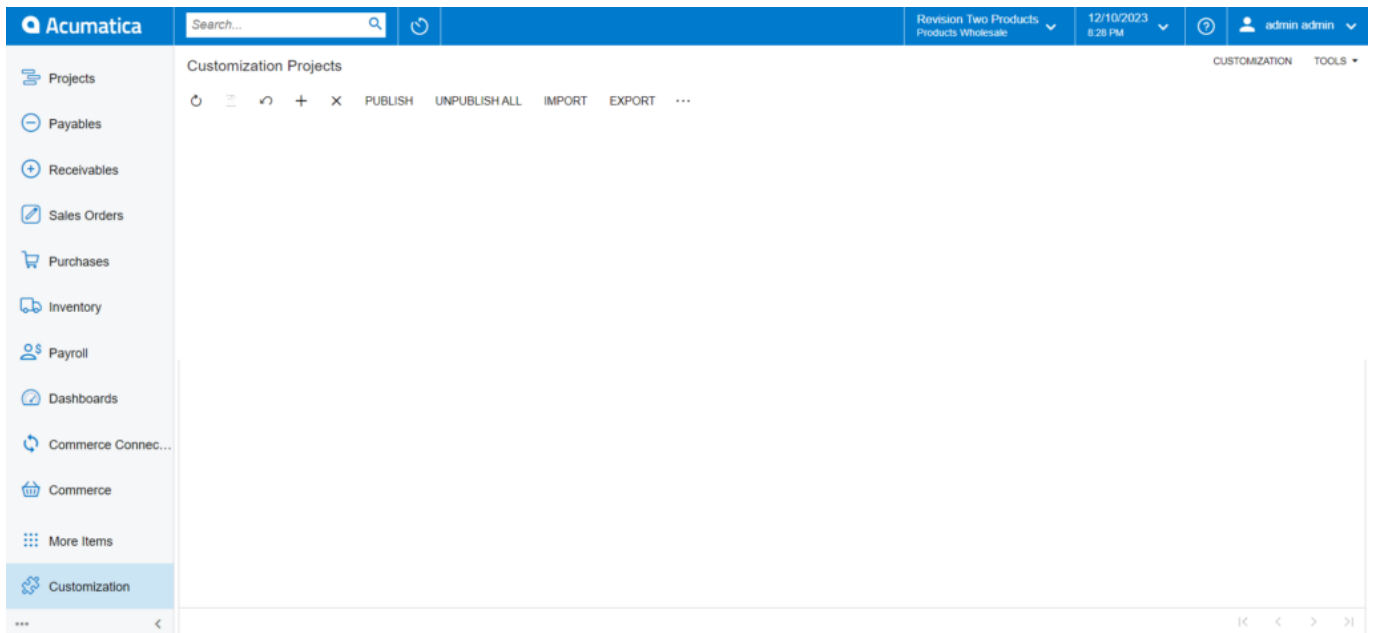 Acumatica
Search...
Revision Two Products
Products Wholesale
12/10/2023
8:28 PM
admin admin
Projects
Payables
Receivables
Sales Orders
Purchases
Inventory
Payroll
Dashboards
Commerce Connec...
Commerce
More Items
Customization
Customization Projects
CUSTOMIZATION TOOLS
PUBLISH UNPUBLISH ALL IMPORT EXPORT ...